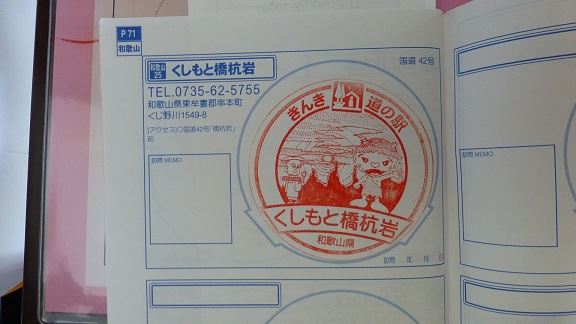 P 71
和歌山
和歌山
25
くしもと橋杭岩
国道 42号
TEL.0735-62-5755
和歌山県東牟婁郡串本町
くじ野川1549-8
[アクセス]○国道42号「橋杭岩」
前
訪問 MEMO
きんき 道の駅
くしもと橋杭岩
和歌山県
訪問 年 月 日
訪問 MEMO